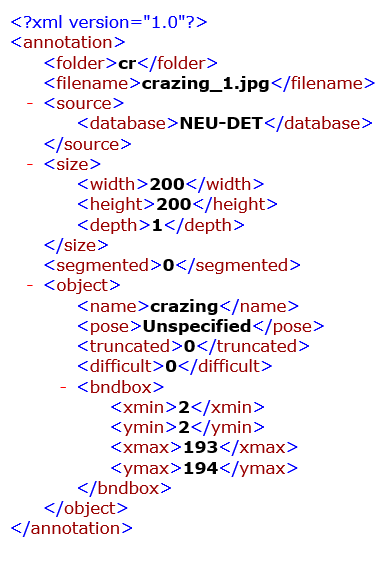 <?xml version="1.0"?>
<annotation>
<folder>cr</folder>
<filename>crazing_1.jpg</filename>
- <source>
<database>NEU-DET</database>
</source>
- <size>
<width>200</width>
<height>200</height>
<depth>1</depth>
</size>
<segmented>0</segmented>
- <object>
<name>crazing</name>
<pose>Unspecified</pose>
<truncated>0</truncated>
<difficult>0</difficult>
- <bndbox>
<xmin>2</xmin>
<ymin>2</ymin>
<xmax>193</xmax>
<ymax>194</ymax>
</bndbox>
</object>
</annotation>